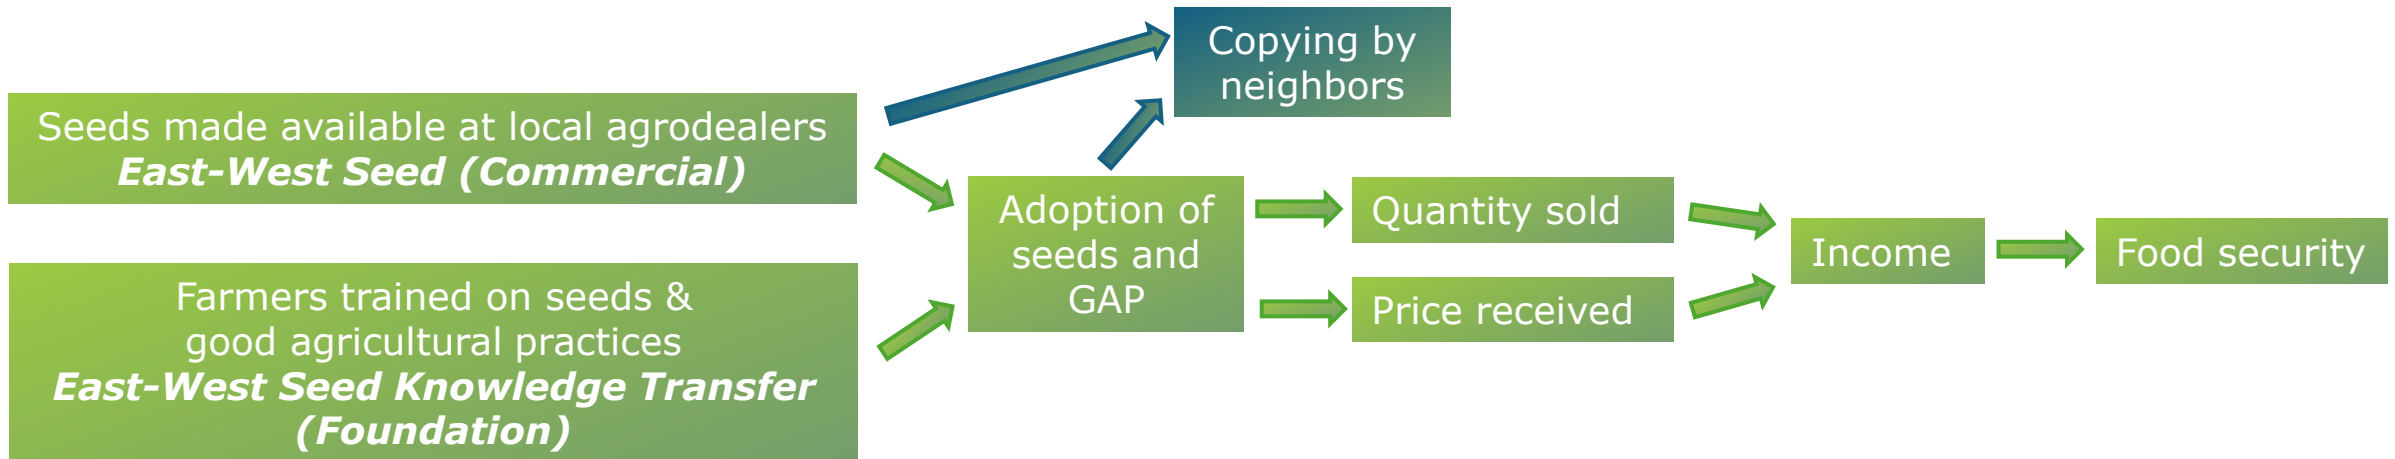 Copying by
neighbors
Seeds made available at local agrodealers
East-West Seed (Commercial)
Farmers trained on seeds &
good agricultural practices
East-West Seed Knowledge Transfer
(Foundation)
Adoption of
seeds and
GAP
Quantity sold
Price received
Income
Food security